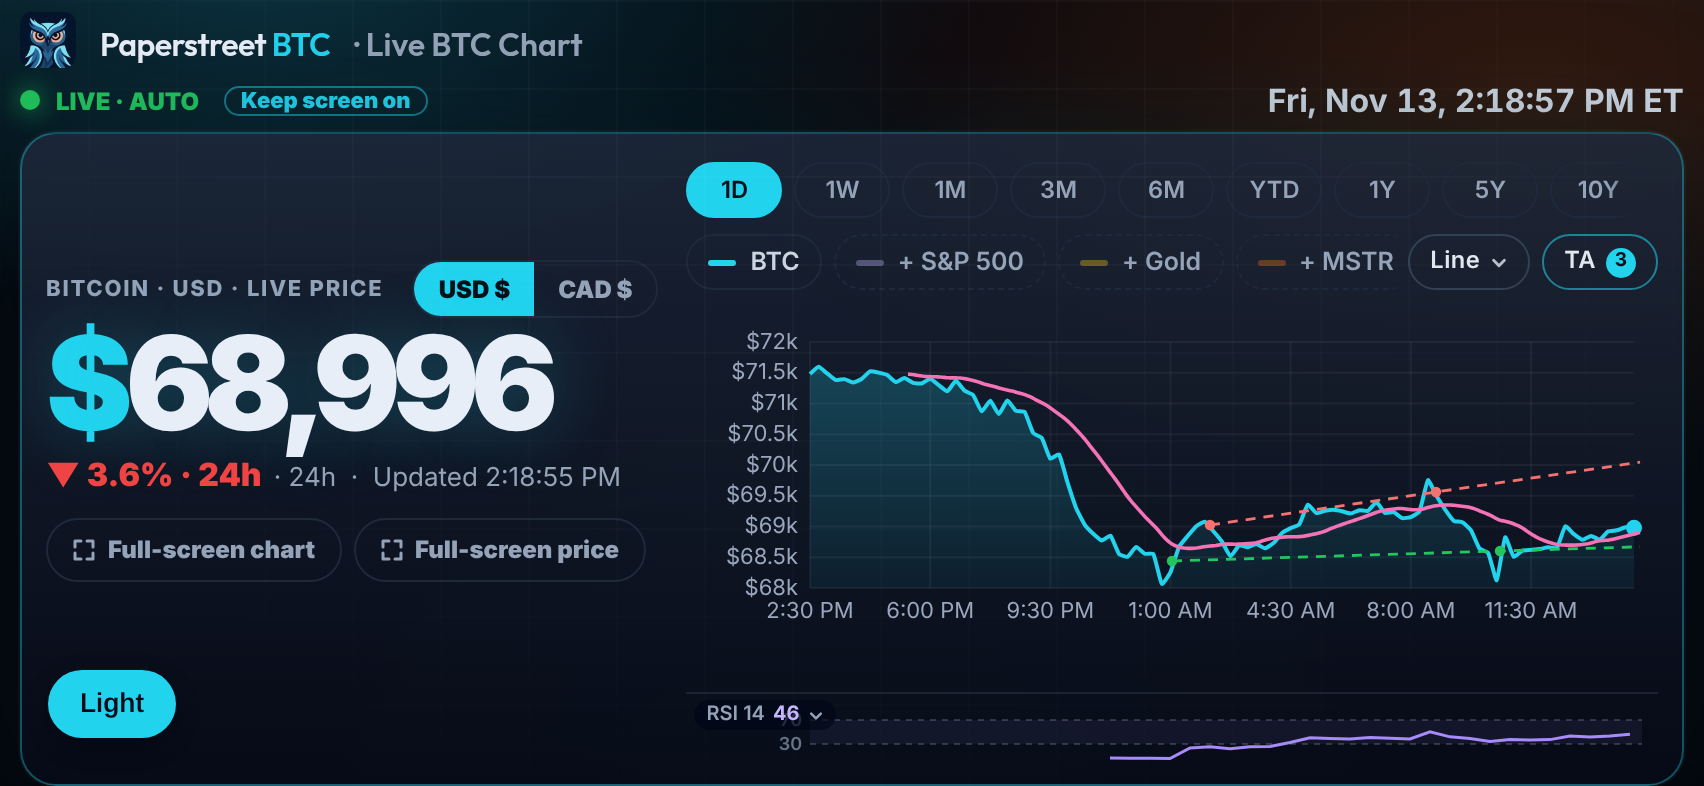 Paperstreet BTC · Live BTC Chart
LIVE · AUTO
Keep screen on
Fri, Nov 13, 2:18:57 PM ET
1D 1W 1M 3M 6M YTD 1Y 5Y 10Y
BTC + S&P 500 + Gold + MSTR Line TA 3
BITCOIN · USD · LIVE PRICE
USD $ CAD $
$68,996
▼ 3.6% · 24h · 24h · Updated 2:18:55 PM
Full-screen chart
Full-screen price
Light
$72k
$71.5k
$71k
$70.5k
$70k
$69.5k
$69k
$68.5k
$68k
2:30 PM 6:00 PM 9:30 PM 1:00 AM 4:30 AM 8:00 AM 11:30 AM
RSI 14 46
70
30